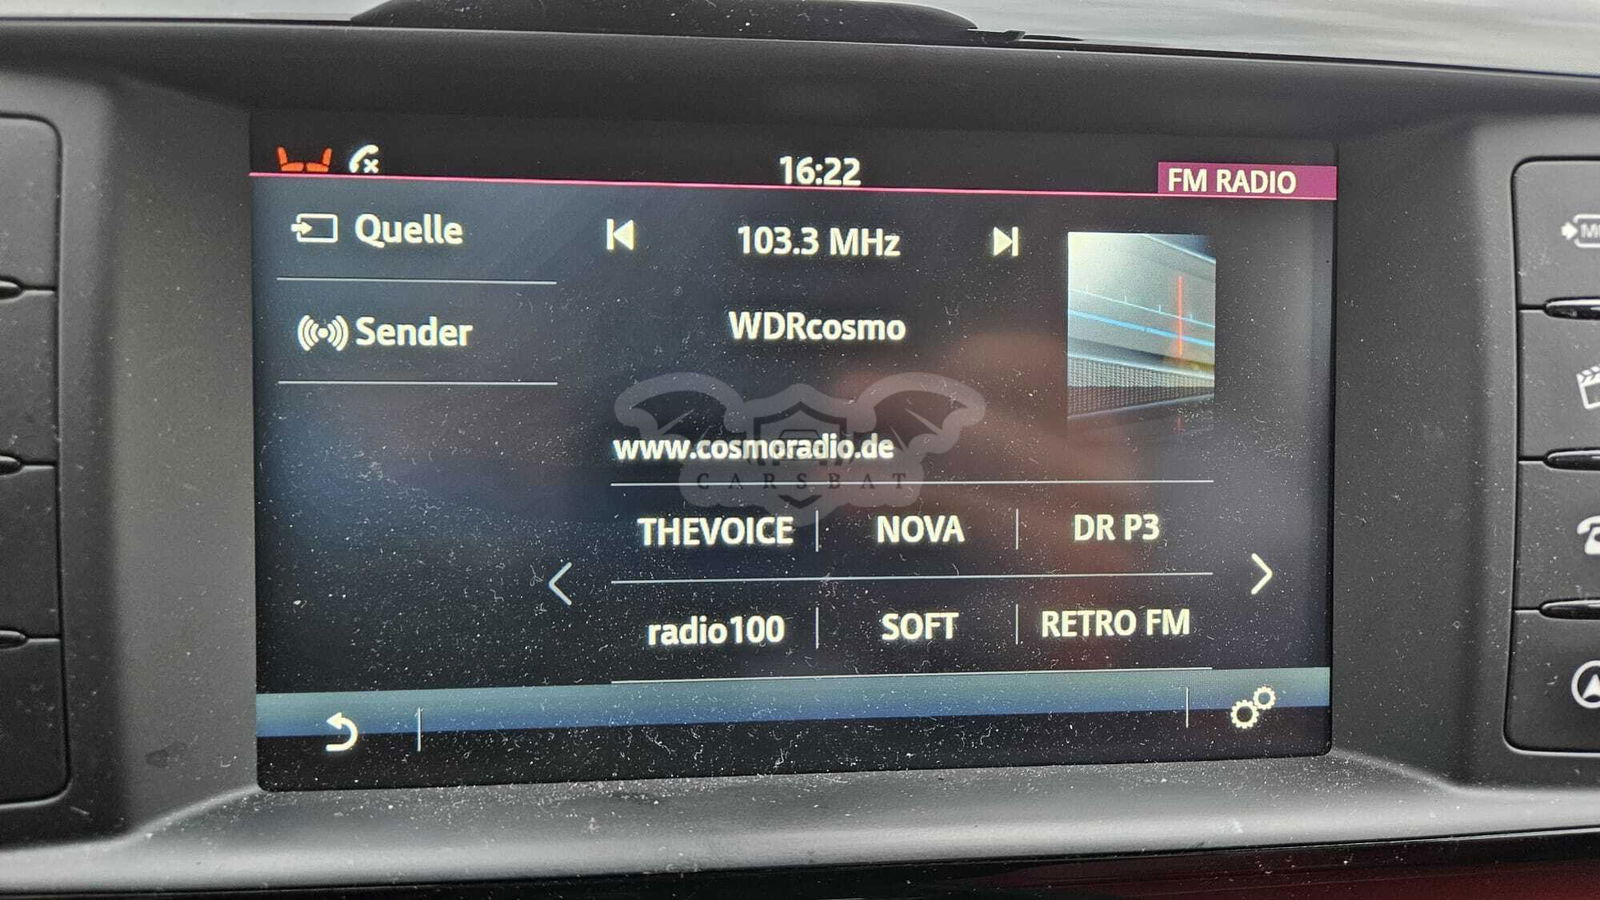 16:22
FM RADIO
Quelle
103.3 MHz
Sender
WDRcosmo
www.cosmoradio.de
CARSBAT
THEVOICE
NOVA
DR P3
radio100
SOFT
RETRO FM